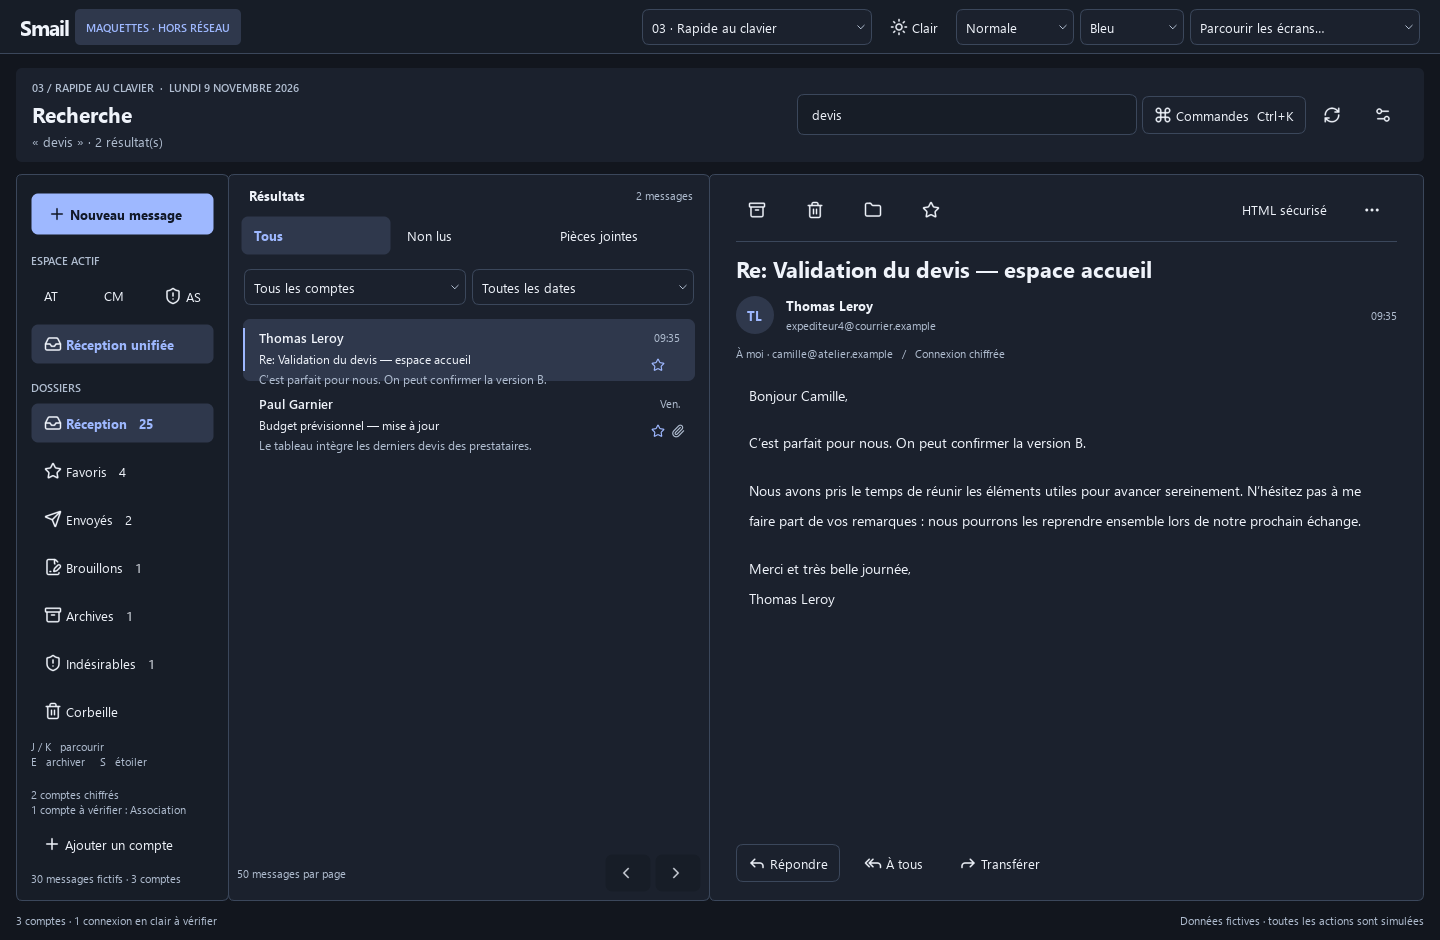 Smail
MAQUETTES · HORS RÉSEAU
03 · Rapide au clavier
Clair
Normale
Bleu
Parcourir les écrans...
03 / RAPIDE AU CLAVIER · LUNDI 9 NOVEMBRE 2026
Recherche
« devis » · 2 résultat(s)
devis
Commandes Ctrl+K
Nouveau message
ESPACE ACTIF
AT CM AS
Réception unifiée
DOSSIERS
Réception 25
Favoris 4
Envoyés 2
Brouillons 1
Archives 1
Indésirables 1
Corbeille
J / K parcourir
E archiver S étoiler
2 comptes chiffrés
1 compte à vérifier : Association
Ajouter un compte
30 messages fictifs · 3 comptes
Résultats
2 messages
Tous
Non lus
Pièces jointes
Tous les comptes
Toutes les dates
Thomas Leroy
09:35
Re: Validation du devis — espace accueil
C'est parfait pour nous. On peut confirmer la version B.
Paul Garnier
Ven.
Budget prévisionnel — mise à jour
Le tableau intègre les derniers devis des prestataires.
50 messages par page
HTML sécurisé
Re: Validation du devis — espace accueil
TL
Thomas Leroy
expediteur4@courrier.example
09:35
À moi · camille@atelier.example / Connexion chiffrée
Bonjour Camille,
C'est parfait pour nous. On peut confirmer la version B.
Nous avons pris le temps de réunir les éléments utiles pour avancer sereinement. N'hésitez pas à me
faire part de vos remarques : nous pourrons les reprendre ensemble lors de notre prochain échange.
Merci et très belle journée,
Thomas Leroy
Répondre
À tous
Transférer
3 comptes · 1 connexion en clair à vérifier
Données fictives · toutes les actions sont simulées